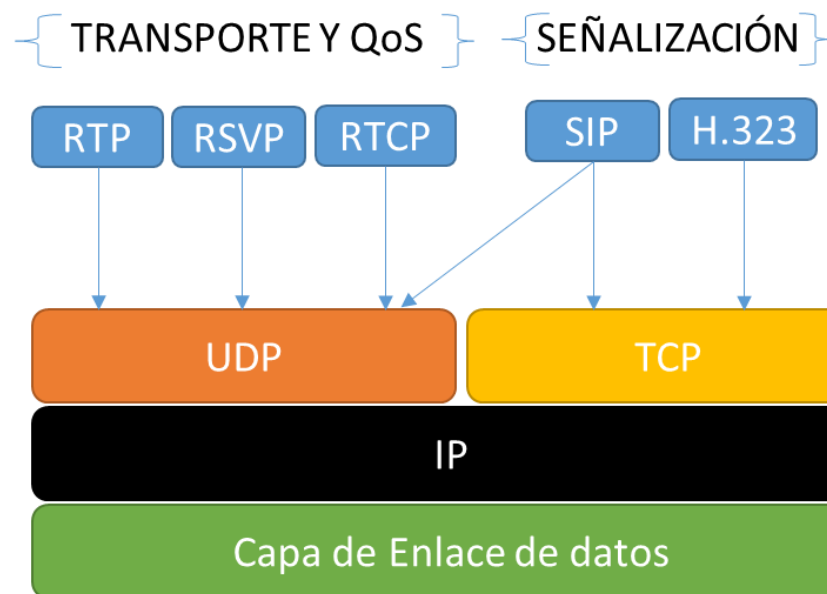 TRANSPORTE Y QoS
SEÑALIZACIÓN
RTP
RSVP
RTCP
SIP
H.323
UDP
TCP
IP
Capa de Enlace de datos